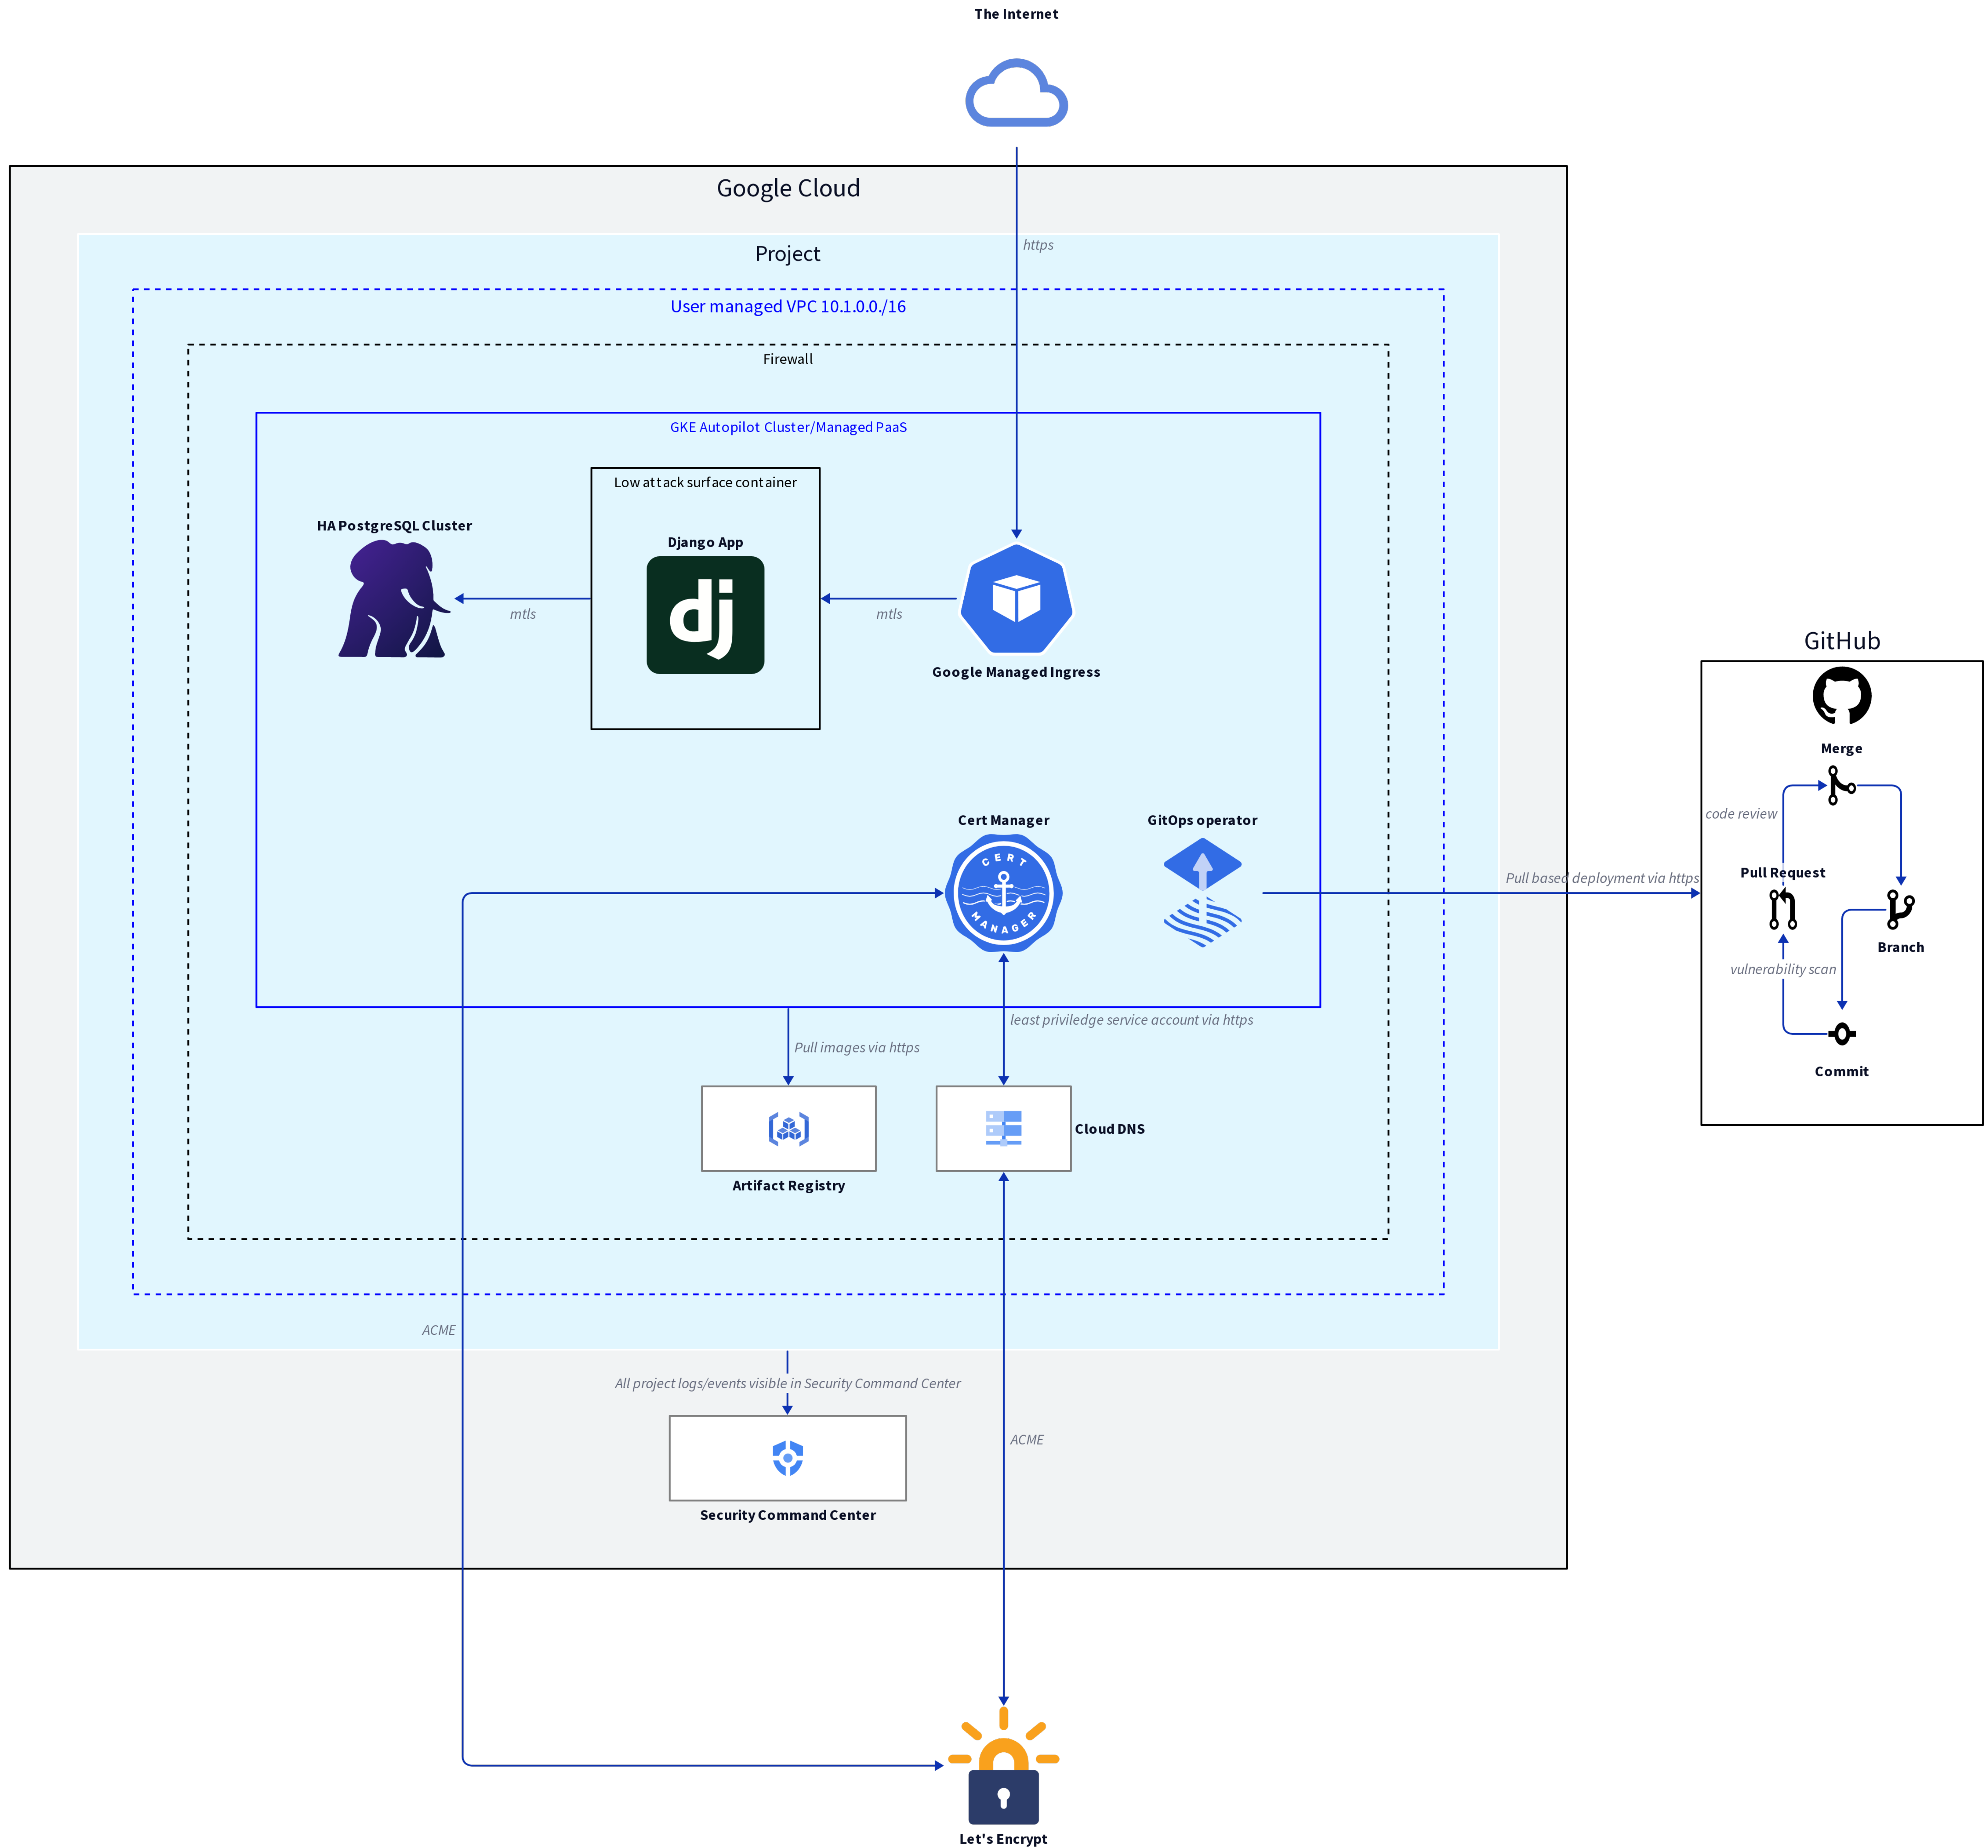 The Internet
Google Cloud
https
Project
User managed VPC 10.1.0.0./16
Firewall
GKE Autopilot Cluster/Managed PaaS
Low attack surface container
HA PostgreSQL Cluster
Django App
dj
mtls
mtls
Google Managed Ingress
GitHub
Merge
code review
Cert Manager
GitOps operator
CERT
MANAGER
Pull based deployment via https
Pull Request
Branch
vulnerability scan
Commit
least priviledge service account via https
Pull images via https
Cloud DNS
Artifact Registry
ACME
All project logs/events visible in Security Command Center
ACME
Security Command Center
Let's Encrypt